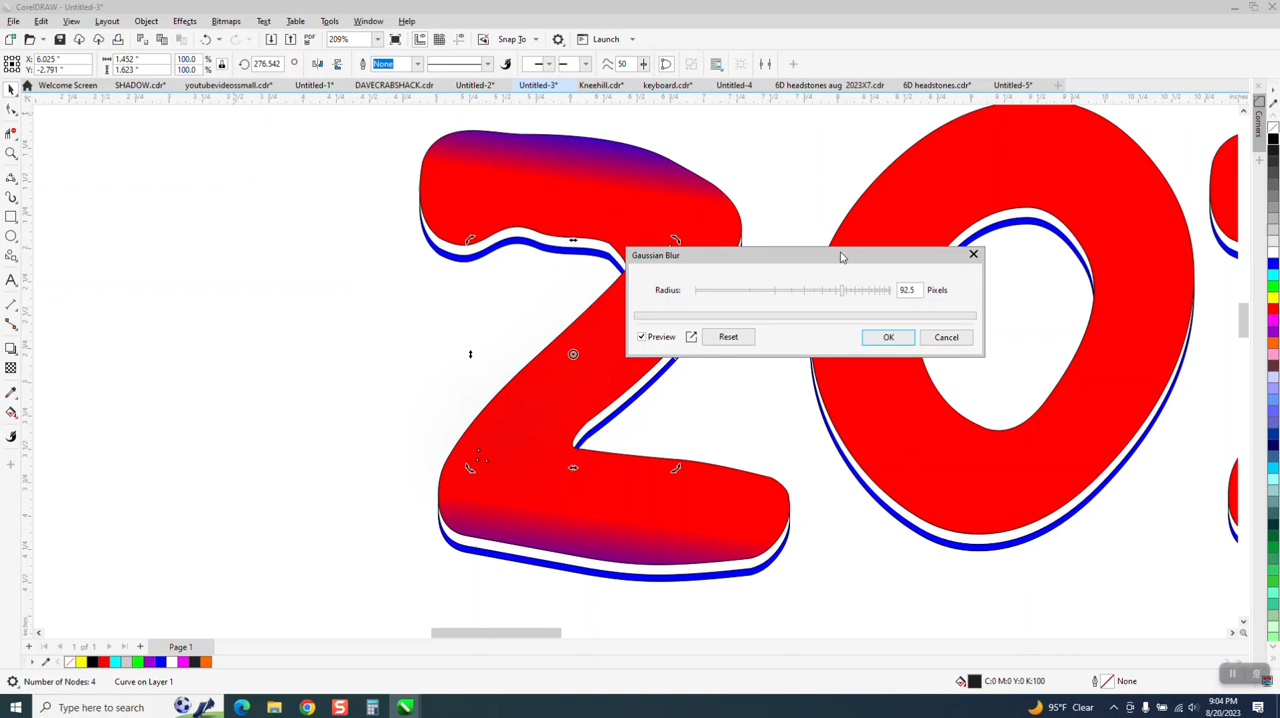 CorelDRAW - Untitled-3*
File Edit View Layout Object Effects Bitmaps Text Table Tools Window Help
209% PDF Snap To Launch
X: 6.025 " 1.452 " 100.0 % 276.542 ° None 50
Y: -2.791 " 1.623 " 100.0 %
Welcome Screen SHADOW.cdr* youtubevideossmall.cdr* Untitled-1* DAVECRABSHACK.cdr Untitled-2* Untitled-3* Kneehill.cdr* keyboard.cdr* Untitled-4 6D headstones aug 2023X7.cdr 6D headstones.cdr* Untitled-5*
inches
Corners
ZO
Gaussian Blur
Radius: 92.5 Pixels
Preview Reset OK Cancel
1 of 1 Page 1
Number of Nodes: 4 Curve on Layer 1 C:0 M:0 Y:0 K:100 None
Type here to search 95°F Clear 9:04 PM
8/20/2023